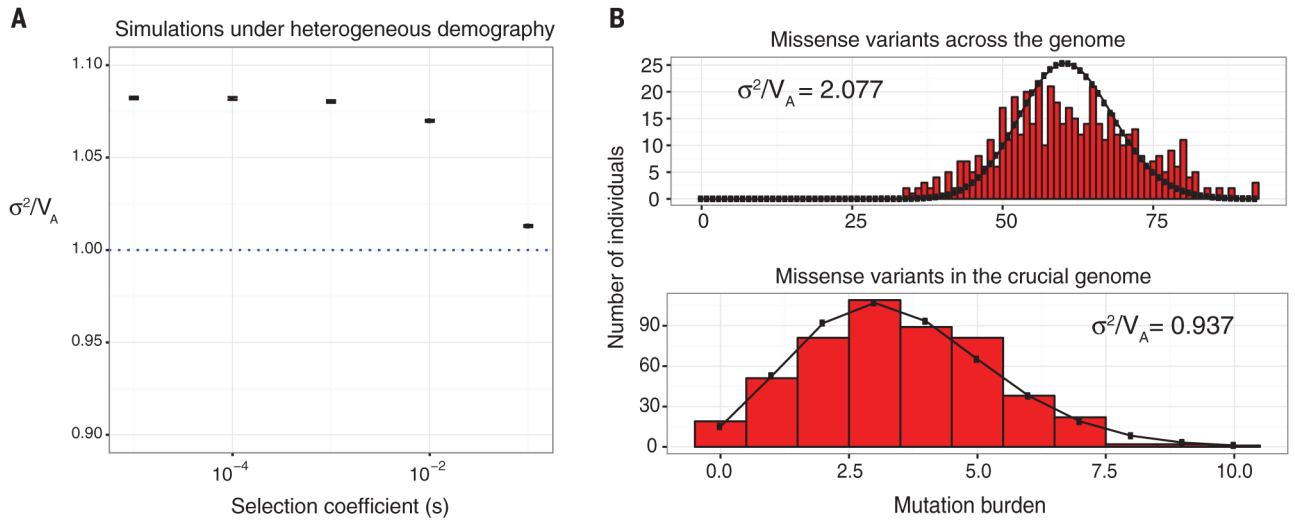 A
Simulations under heterogeneous demography
1.10
1.05
1.00
0.95
0.90
σ²/V_A
10⁻⁴
10⁻²
Selection coefficient (s)
B
Missense variants across the genome
σ²/V_A = 2.077
25
20
15
10
5
0
0
25
50
75
Number of individuals
Missense variants in the crucial genome
σ²/V_A = 0.937
90
60
30
0
0.0
2.5
5.0
7.5
10.0
Mutation burden